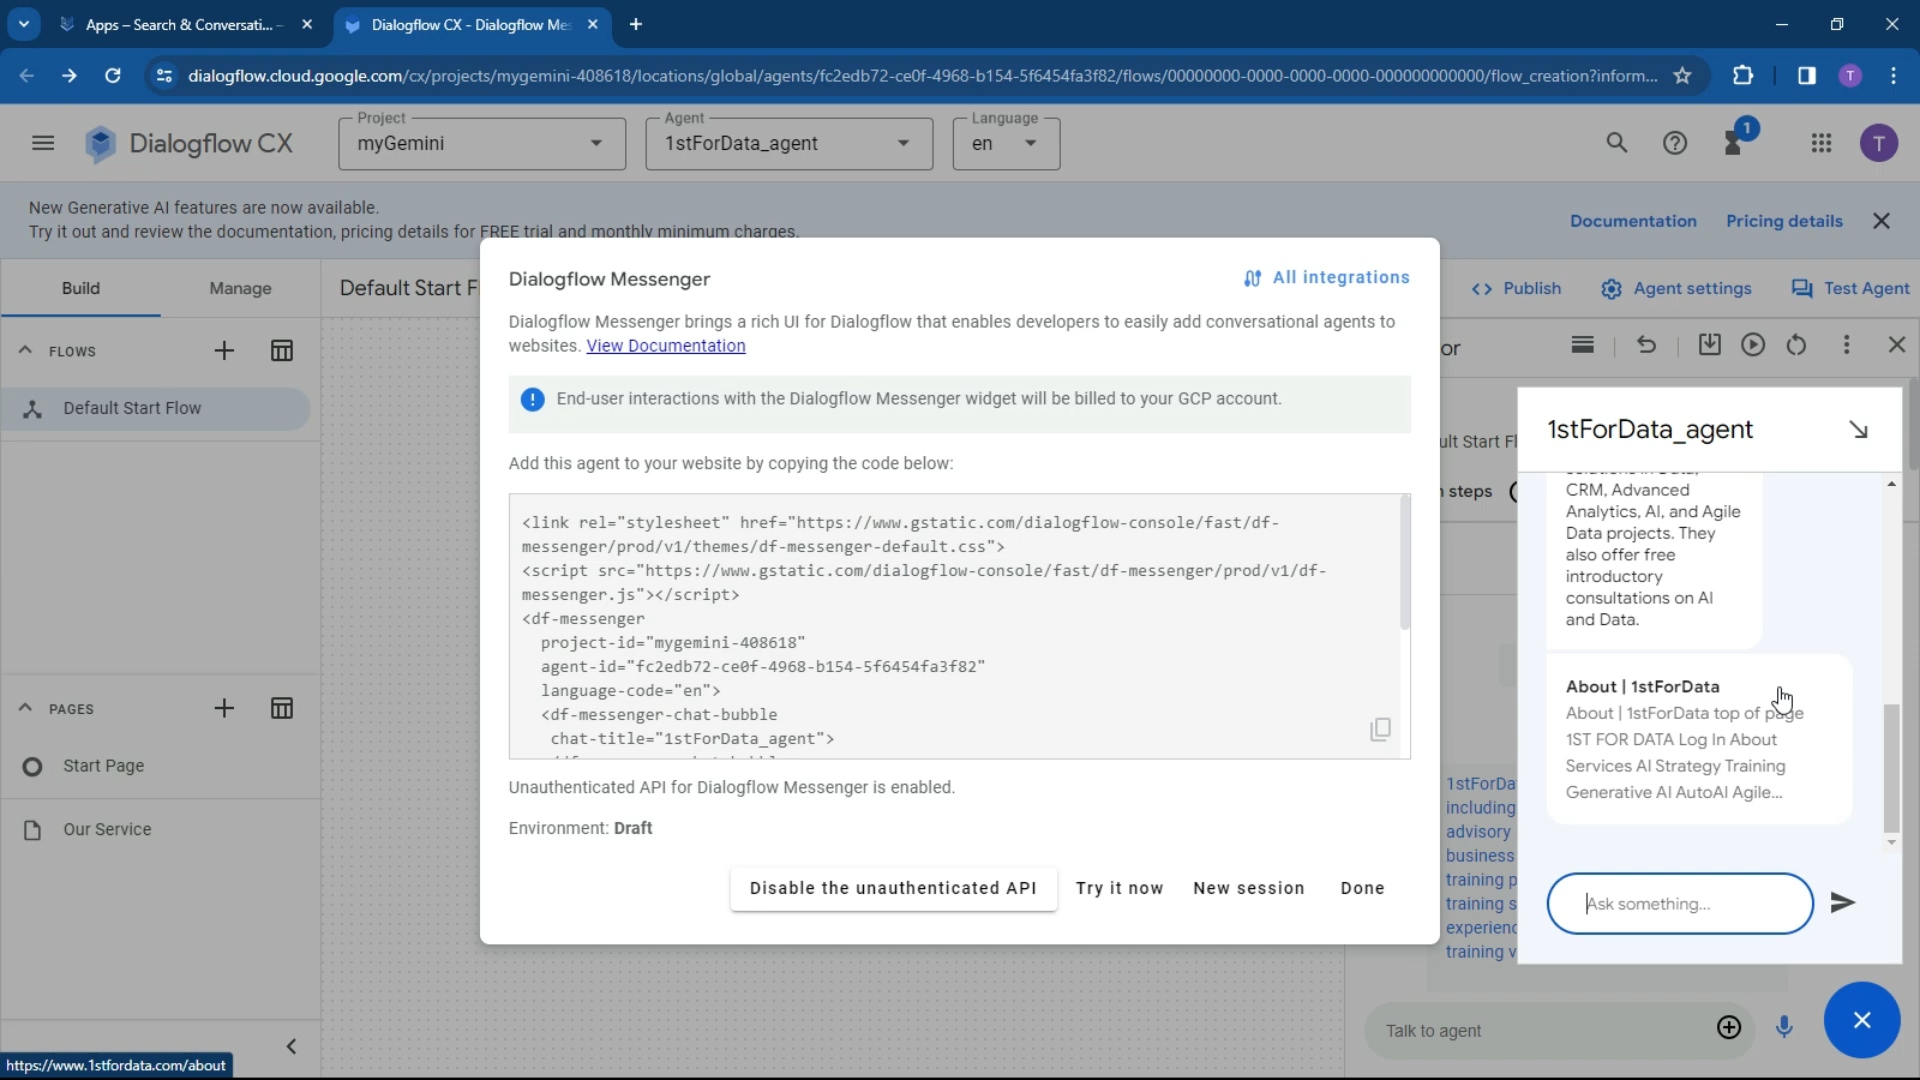 Apps – Search & Conversati...
Dialogflow CX - Dialogflow Mes
dialogflow.cloud.google.com/cx/projects/mygemini-408618/locations/global/agents/fc2edb72-ce0f-4968-b154-5f6454fa3f82/flows/00000000-0000-0000-0000-000000000000/flow_creation?inform...
T
Dialogflow CX
Project
myGemini
Agent
1stForData_agent
Language
en
1
T
New Generative AI features are now available.
Try it out and review the documentation, pricing details for FREE trial and monthly minimum charges.
Documentation
Pricing details
Build
Manage
Default Start F
Publish
Agent settings
Test Agent
FLOWS
Default Start Flow
PAGES
Start Page
Our Service
Dialogflow Messenger
All integrations
Dialogflow Messenger brings a rich UI for Dialogflow that enables developers to easily add conversational agents to
websites. View Documentation
End-user interactions with the Dialogflow Messenger widget will be billed to your GCP account.
Add this agent to your website by copying the code below:
<link rel="stylesheet" href="https://www.gstatic.com/dialogflow-console/fast/df-
messenger/prod/v1/themes/df-messenger-default.css">
<script src="https://www.gstatic.com/dialogflow-console/fast/df-messenger/prod/v1/df-
messenger.js"></script>
<df-messenger
project-id="mygemini-408618"
agent-id="fc2edb72-ce0f-4968-b154-5f6454fa3f82"
language-code="en">
<df-messenger-chat-bubble
chat-title="1stForData_agent">
Unauthenticated API for Dialogflow Messenger is enabled.
Environment: Draft
Disable the unauthenticated API
Try it now
New session
Done
or
ult Start Fl
steps
1stForDa
including
advisory
business
training p
training s
experienc
training v
1stForData_agent
CRM, Advanced
Analytics, AI, and Agile
Data projects. They
also offer free
introductory
consultations on AI
and Data.
About | 1stForData
About | 1stForData top of page
1ST FOR DATA Log In About
Services AI Strategy Training
Generative AI AutoAI Agile...
Ask something...
Talk to agent
https://www.1stfordata.com/about